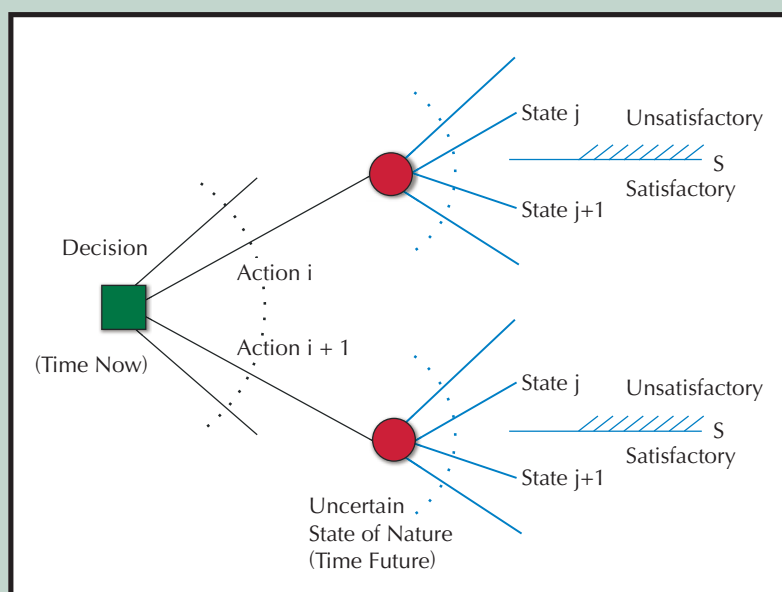 State j
Unsatisfactory
S
Satisfactory
State j+1
Decision
Action i
Action i + 1
(Time Now)
State j
Unsatisfactory
S
Satisfactory
State j+1
Uncertain
State of Nature
(Time Future)